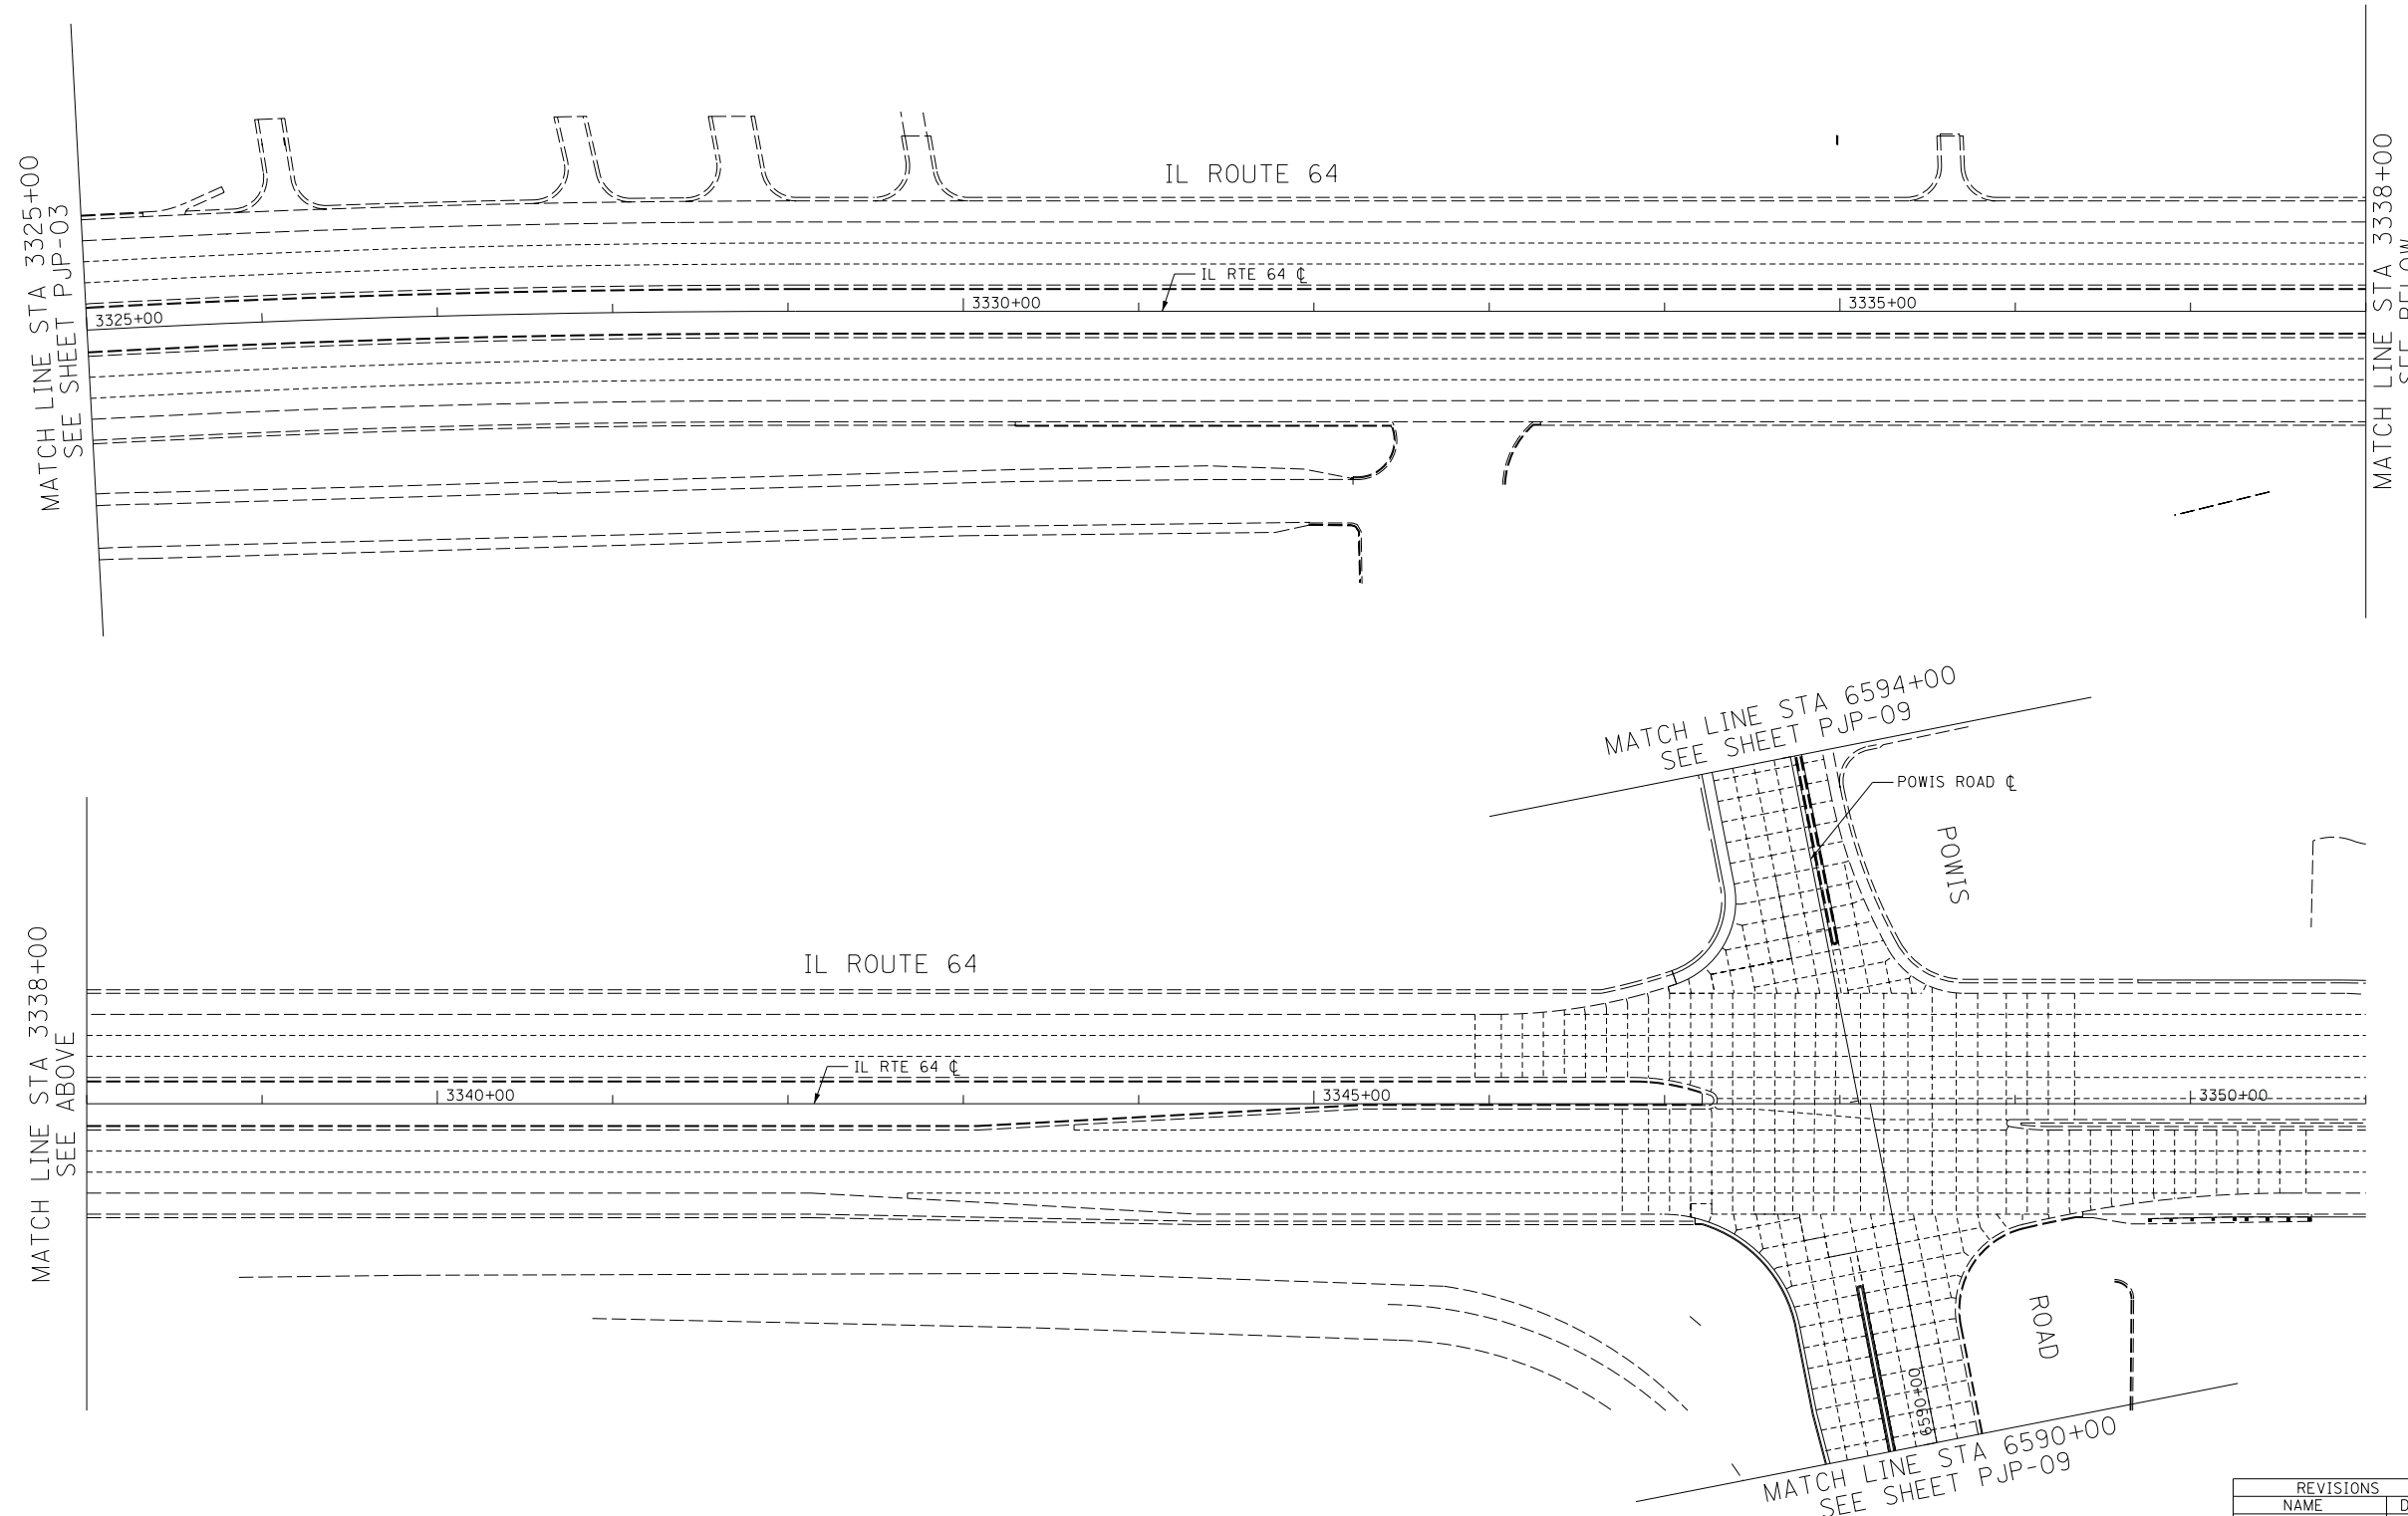 MATCH LINE STA 3325+00
SEE SHEET PJP-03
IL ROUTE 64
IL RTE 64 ℄
3325+00
3330+00
3335+00
MATCH LINE STA 3338+00
SEE BELOW
MATCH LINE STA 6594+00
SEE SHEET PJP-09
POWIS ROAD ℄
POWIS
MATCH LINE STA 3338+00
SEE ABOVE
IL ROUTE 64
IL RTE 64 ℄
3340+00
3345+00
3350+00
ROAD
6590+00
MATCH LINE STA 6590+00
SEE SHEET PJP-09
REVISIONS
NAME